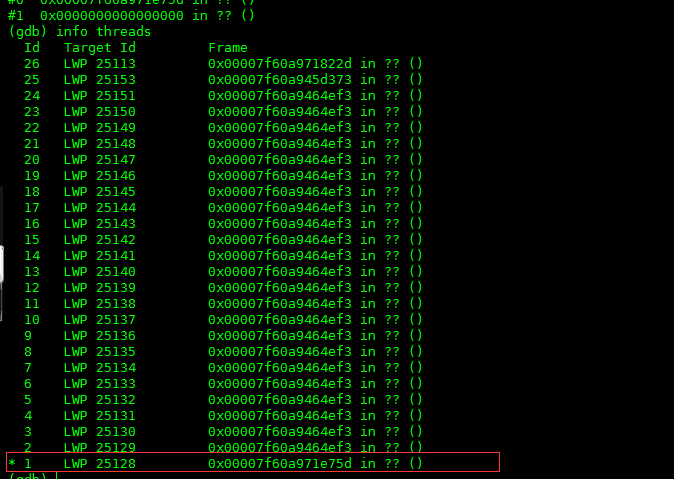 #0  0x00007f60a971e75d in ?? ()
#1  0x0000000000000000 in ?? ()
(gdb) info threads
  Id   Target Id         Frame
  26   LWP 25113         0x00007f60a971822d in ?? ()
  25   LWP 25153         0x00007f60a945d373 in ?? ()
  24   LWP 25151         0x00007f60a9464ef3 in ?? ()
  23   LWP 25150         0x00007f60a9464ef3 in ?? ()
  22   LWP 25149         0x00007f60a9464ef3 in ?? ()
  21   LWP 25148         0x00007f60a9464ef3 in ?? ()
  20   LWP 25147         0x00007f60a9464ef3 in ?? ()
  19   LWP 25146         0x00007f60a9464ef3 in ?? ()
  18   LWP 25145         0x00007f60a9464ef3 in ?? ()
  17   LWP 25144         0x00007f60a9464ef3 in ?? ()
  16   LWP 25143         0x00007f60a9464ef3 in ?? ()
  15   LWP 25142         0x00007f60a9464ef3 in ?? ()
  14   LWP 25141         0x00007f60a9464ef3 in ?? ()
  13   LWP 25140         0x00007f60a9464ef3 in ?? ()
  12   LWP 25139         0x00007f60a9464ef3 in ?? ()
  11   LWP 25138         0x00007f60a9464ef3 in ?? ()
  10   LWP 25137         0x00007f60a9464ef3 in ?? ()
  9    LWP 25136         0x00007f60a9464ef3 in ?? ()
  8    LWP 25135         0x00007f60a9464ef3 in ?? ()
  7    LWP 25134         0x00007f60a9464ef3 in ?? ()
  6    LWP 25133         0x00007f60a9464ef3 in ?? ()
  5    LWP 25132         0x00007f60a9464ef3 in ?? ()
  4    LWP 25131         0x00007f60a9464ef3 in ?? ()
  3    LWP 25130         0x00007f60a9464ef3 in ?? ()
  2    LWP 25129         0x00007f60a9464ef3 in ?? ()
* 1    LWP 25128         0x00007f60a971e75d in ?? ()
(gdb)